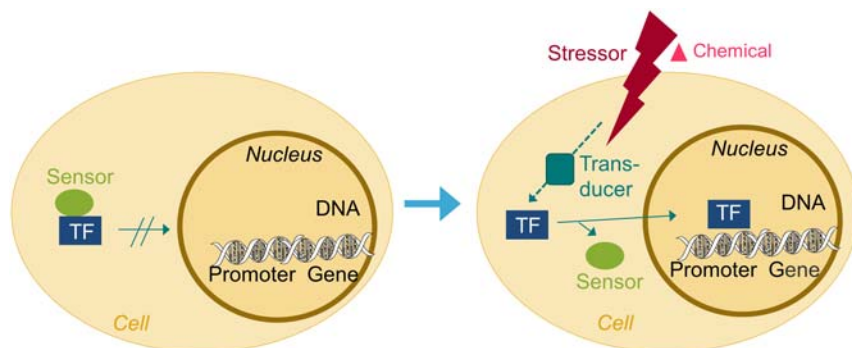 Nucleus
Sensor
TF
DNA
Promoter Gene
Cell
Stressor
Chemical
Nucleus
Trans-
ducer
TF
TF
DNA
Sensor
Promoter Gene
Cell